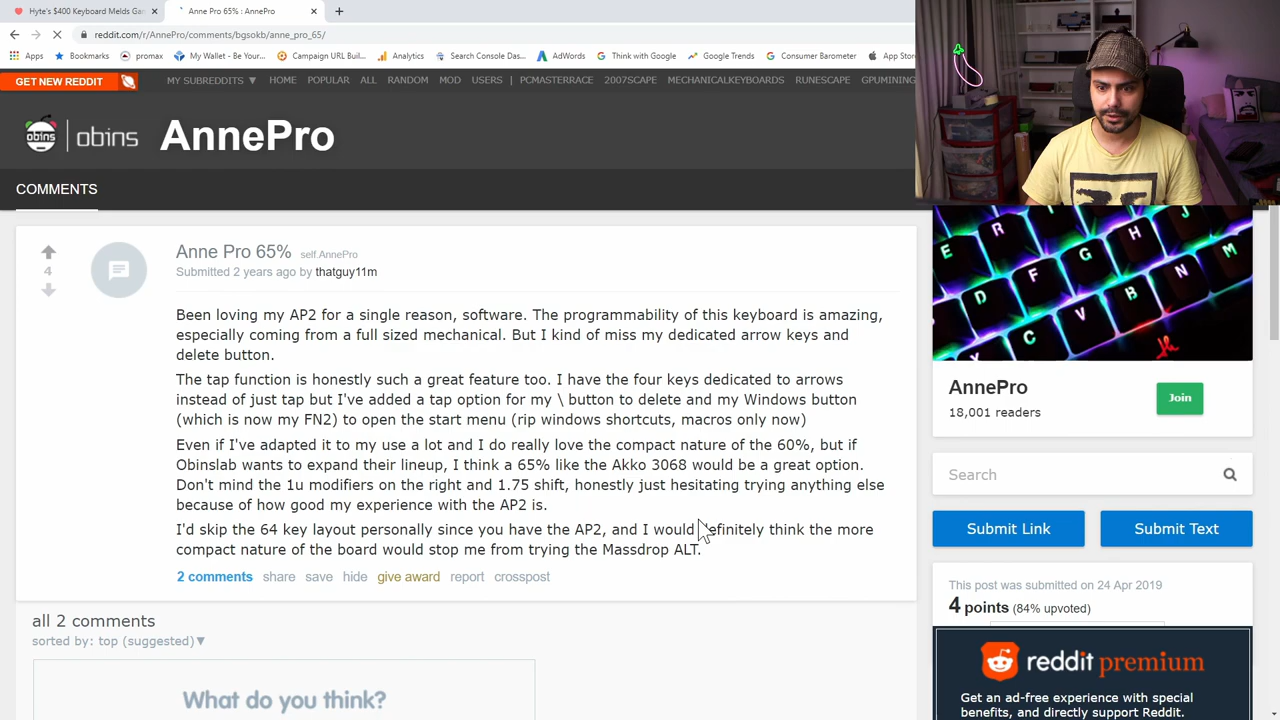 Hyte's $400 Keyboard Melds Ga
Anne Pro 65% : AnnePro
reddit.com/r/AnnePro/comments/bgsokb/anne_pro_65/
Apps Bookmarks promax My Wallet - Be Your... Campaign URL Buil... Analytics Search Console Das... AdWords Think with Google Google Trends Consumer Barometer App Store
GET NEW REDDIT MY SUBREDDITS ▼ HOME POPULAR ALL RANDOM MOD USERS | PCMASTERRACE 2007SCAPE MECHANICALKEYBOARDS RUNESCAPE GPUMINING
obins | obins AnnePro
COMMENTS
Anne Pro 65% self.AnnePro
4
Submitted 2 years ago by thatguy11m
Been loving my AP2 for a single reason, software. The programmability of this keyboard is amazing,
especially coming from a full sized mechanical. But I kind of miss my dedicated arrow keys and
delete button.
The tap function is honestly such a great feature too. I have the four keys dedicated to arrows
instead of just tap but I've added a tap option for my \ button to delete and my Windows button
(which is now my FN2) to open the start menu (rip windows shortcuts, macros only now)
Even if I've adapted it to my use a lot and I do really love the compact nature of the 60%, but if
Obinslab wants to expand their lineup, I think a 65% like the Akko 3068 would be a great option.
Don't mind the 1u modifiers on the right and 1.75 shift, honestly just hesitating trying anything else
because of how good my experience with the AP2 is.
I'd skip the 64 key layout personally since you have the AP2, and I would definitely think the more
compact nature of the board would stop me from trying the Massdrop ALT.
2 comments share save hide give award report crosspost
all 2 comments
sorted by: top (suggested)▼
What do you think?
E R G H J
D F B N M
C V
AnnePro
18,001 readers
Join
Search
Submit Link Submit Text
This post was submitted on 24 Apr 2019
4 points (84% upvoted)
reddit premium
Get an ad-free experience with special
benefits, and directly support Reddit.